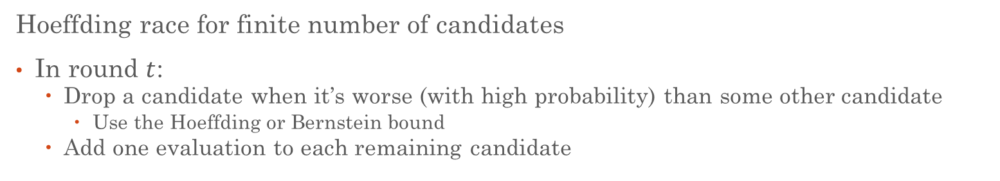 Hoeffding race for finite number of candidates
• In round t:
• Drop a candidate when it’s worse (with high probability) than some other candidate
• Use the Hoeffding or Bernstein bound
• Add one evaluation to each remaining candidate